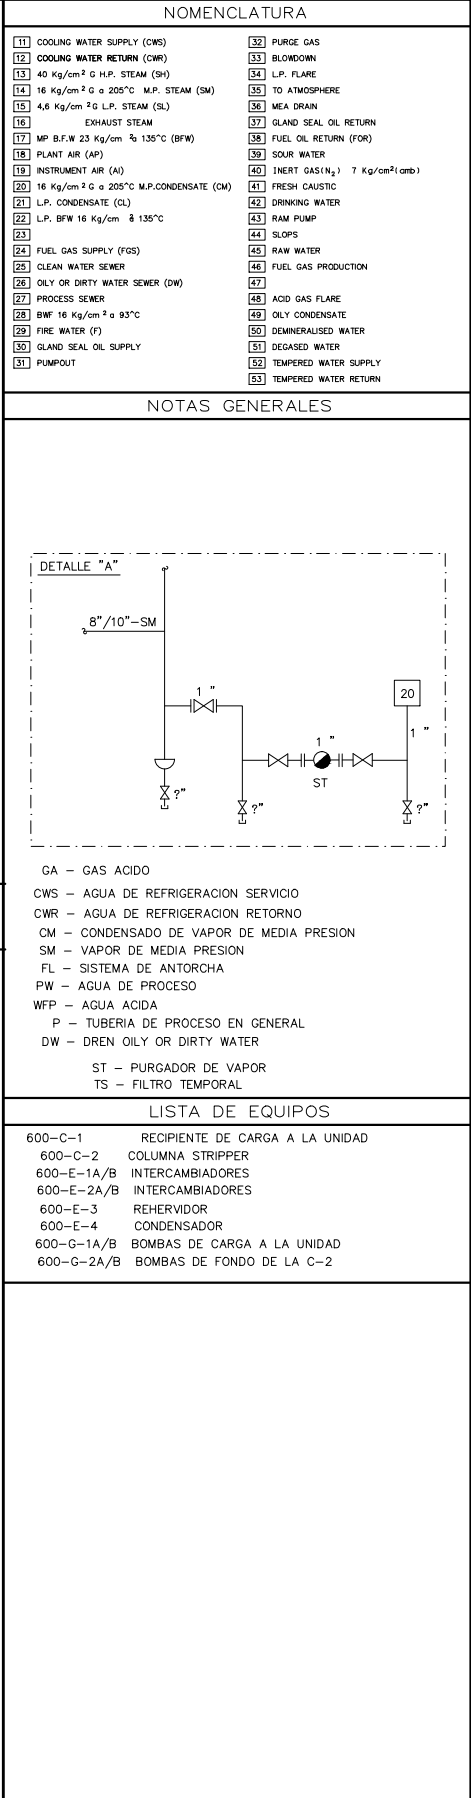 NOMENCLATURA
11 COOLING WATER SUPPLY (CWS)
12 COOLING WATER RETURN (CWR)
13 40 Kg/cm² G H.P. STEAM (SH)
14 16 Kg/cm² G a 205^C M.P. STEAM (SM)
15 4,6 Kg/cm ²G L.P. STEAM (SL)
16 EXHAUST STEAM
17 MP B.F.W 23 Kg/cm ²a 135^C (BFW)
18 PLANT AIR (AP)
19 INSTRUMENT AIR (AI)
20 16 Kg/cm² G a 205^C M.P.CONDENSATE (CM)
21 L.P. CONDENSATE (CL)
22 L.P. BFW 16 Kg/cm ²a 135^C
23
24 FUEL GAS SUPPLY (FGS)
25 CLEAN WATER SEWER
26 OILY OR DIRTY WATER SEWER (DW)
27 PROCESS SEWER
28 BWF 16 Kg/cm² a 93^C
29 FIRE WATER (F)
30 GLAND SEAL OIL SUPPLY
31 PUMPOUT
32 PURGE GAS
33 BLOWDOWN
34 L.P. FLARE
35 TO ATMOSPHERE
36 MEA DRAIN
37 GLAND SEAL OIL RETURN
38 FUEL OIL RETURN (FOR)
39 SOUR WATER
40 INERT GAS(N₂) 7 Kg/cm²(amb)
41 FRESH CAUSTIC
42 DRINKING WATER
43 RAM PUMP
44 SLOPS
45 RAW WATER
46 FUEL GAS PRODUCTION
47
48 ACID GAS FLARE
49 OILY CONDENSATE
50 DEMINERALISED WATER
51 DEGASED WATER
52 TEMPERED WATER SUPPLY
53 TEMPERED WATER RETURN
NOTAS GENERALES
DETALLE "A"
8"/10"-SM
1 "
20
1 "
1 "
ST
?"
?"
?"
GA - GAS ACIDO
CWS - AGUA DE REFRIGERACION SERVICIO
CWR - AGUA DE REFRIGERACION RETORNO
CM - CONDENSADO DE VAPOR DE MEDIA PRESION
SM - VAPOR DE MEDIA PRESION
FL - SISTEMA DE ANTORCHA
PW - AGUA DE PROCESO
WFP - AGUA ACIDA
P - TUBERIA DE PROCESO EN GENERAL
DW - DREN OILY OR DIRTY WATER
ST - PURGADOR DE VAPOR
TS - FILTRO TEMPORAL
LISTA DE EQUIPOS
600-C-1 RECIPIENTE DE CARGA A LA UNIDAD
600-C-2 COLUMNA STRIPPER
600-E-1A/B INTERCAMBIADORES
600-E-2A/B INTERCAMBIADORES
600-E-3 REHERVIDOR
600-E-4 CONDENSADOR
600-G-1A/B BOMBAS DE CARGA A LA UNIDAD
600-G-2A/B BOMBAS DE FONDO DE LA C-2